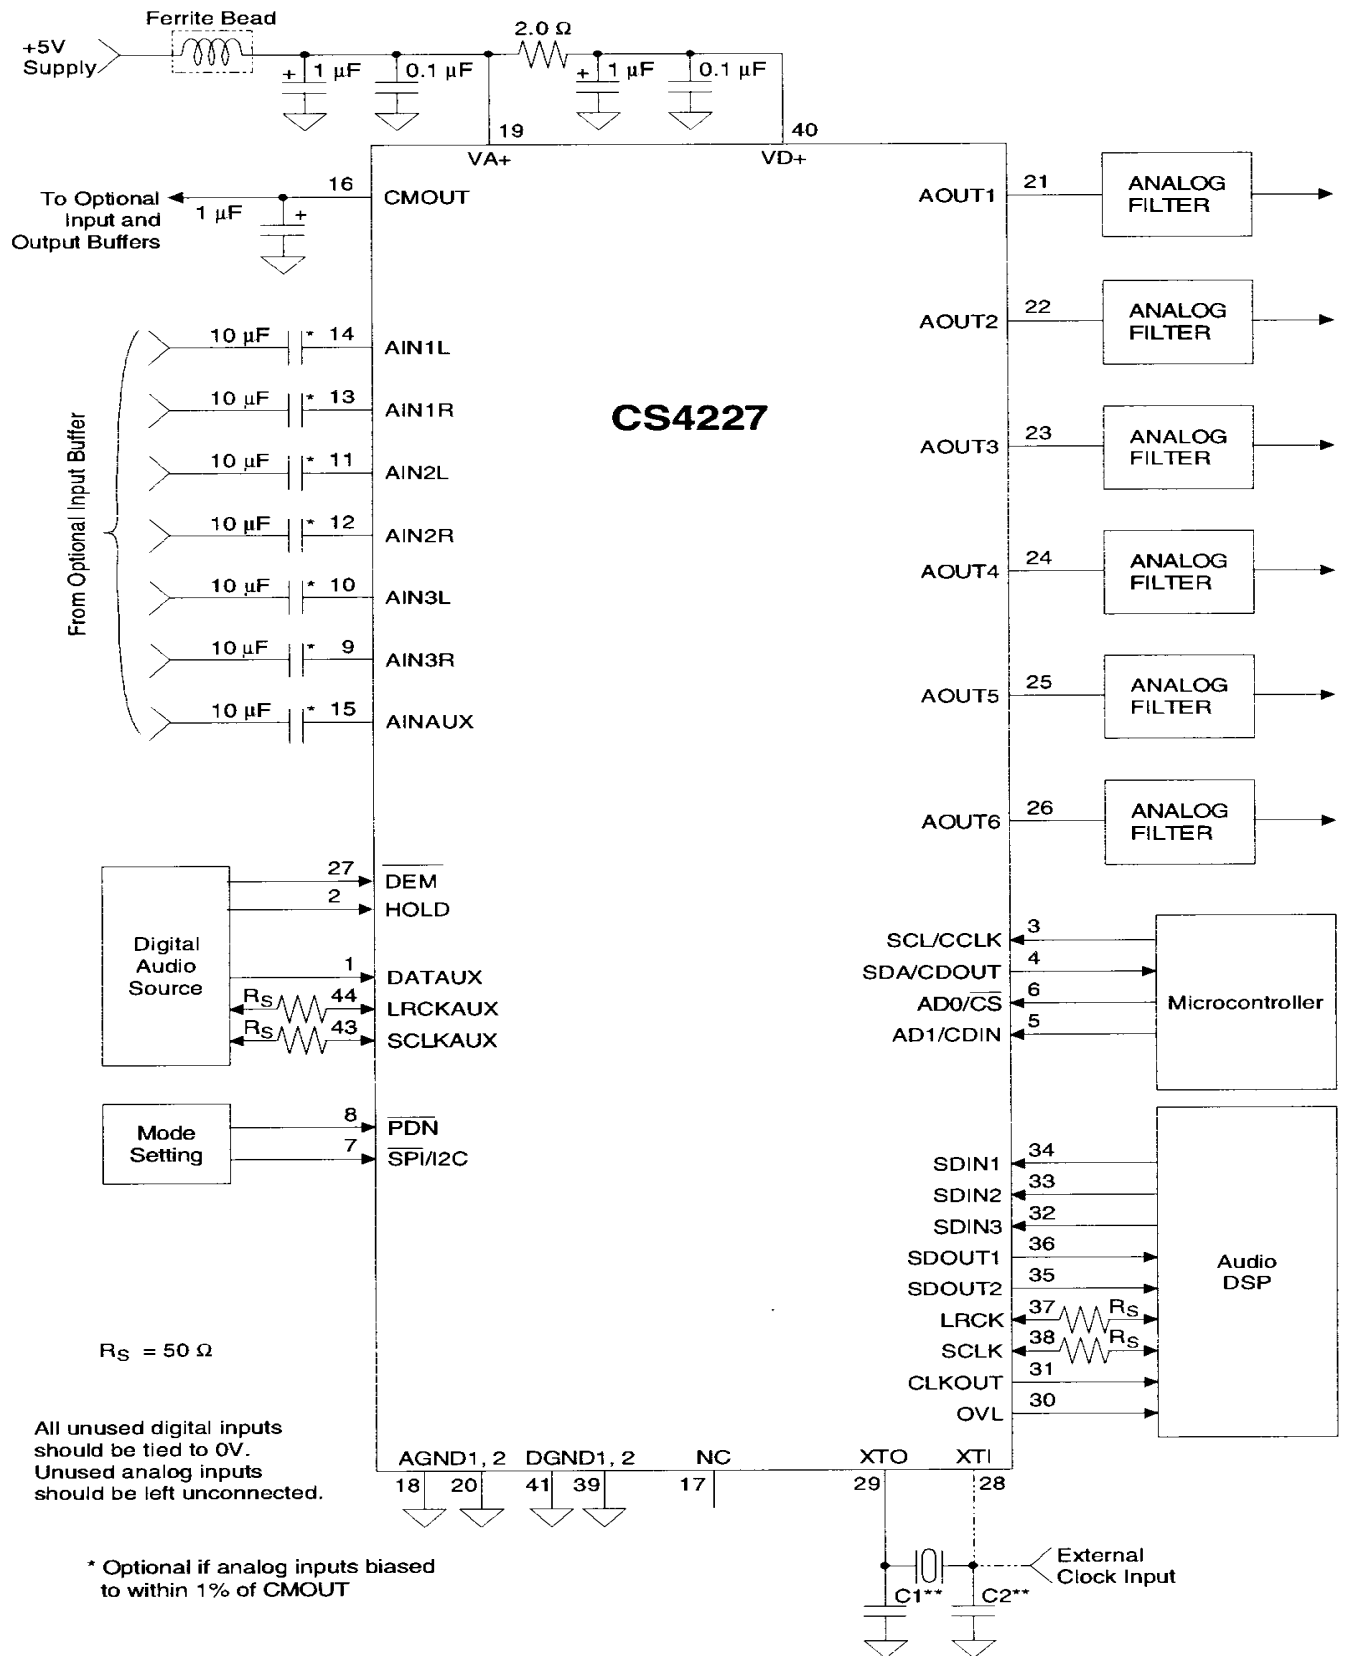 Ferrite Bead
+5V
Supply
2.0 Ω
+ 1 µF
0.1 µF
+ 1 µF
0.1 µF
19
40
VA+
VD+
To Optional
Input and
Output Buffers
1 µF
+
16
CMOUT
From Optional Input Buffer
10 µF * 14 AIN1L
10 µF * 13 AIN1R
10 µF * 11 AIN2L
10 µF * 12 AIN2R
10 µF * 10 AIN3L
10 µF * 9 AIN3R
10 µF * 15 AINAUX
CS4227
AOUT1 21 ANALOG
FILTER
AOUT2 22 ANALOG
FILTER
AOUT3 23 ANALOG
FILTER
AOUT4 24 ANALOG
FILTER
AOUT5 25 ANALOG
FILTER
AOUT6 26 ANALOG
FILTER
Digital
Audio
Source
27 DEM
2 HOLD
1 DATAUX
RS 44 LRCKAUX
RS 43 SCLKAUX
Mode
Setting
8 PDN
7 SPI/I2C
SCL/CCLK 3
SDA/CDOUT 4
AD0/CS 6
AD1/CDIN 5
Microcontroller
SDIN1 34
SDIN2 33
SDIN3 32
SDOUT1 36
SDOUT2 35
LRCK 37 RS
SCLK 38 RS
CLKOUT 31
OVL 30
Audio
DSP
RS = 50 Ω
All unused digital inputs
should be tied to 0V.
Unused analog inputs
should be left unconnected.
AGND1, 2 DGND1, 2 NC XTO XTI
18 20 41 39 17 29 28
* Optional if analog inputs biased
to within 1% of CMOUT
External
Clock Input
C1** C2**